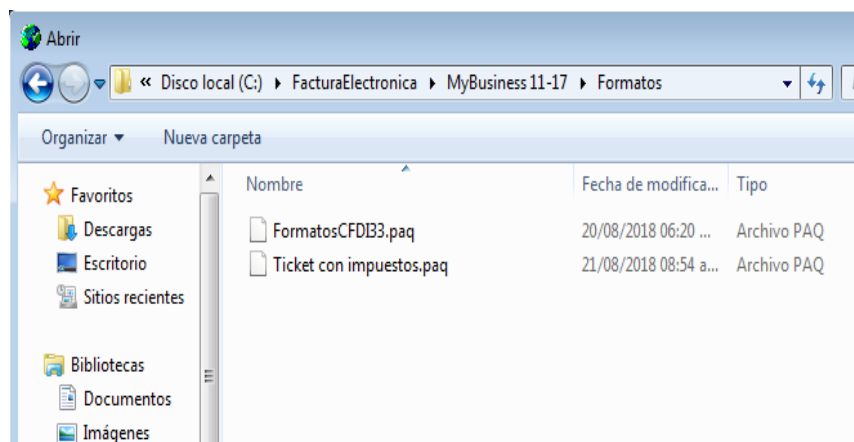 Abrir
« Disco local (C:) ▸ FacturaElectronica ▸ MyBusiness 11-17 ▸ Formatos
Organizar Nueva carpeta
Nombre Fecha de modifica... Tipo
FormatosCFDI33.paq 20/08/2018 06:20 ... Archivo PAQ
Ticket con impuestos.paq 21/08/2018 08:54 a... Archivo PAQ
Favoritos
Descargas
Escritorio
Sitios recientes
Bibliotecas
Documentos
Imágenes